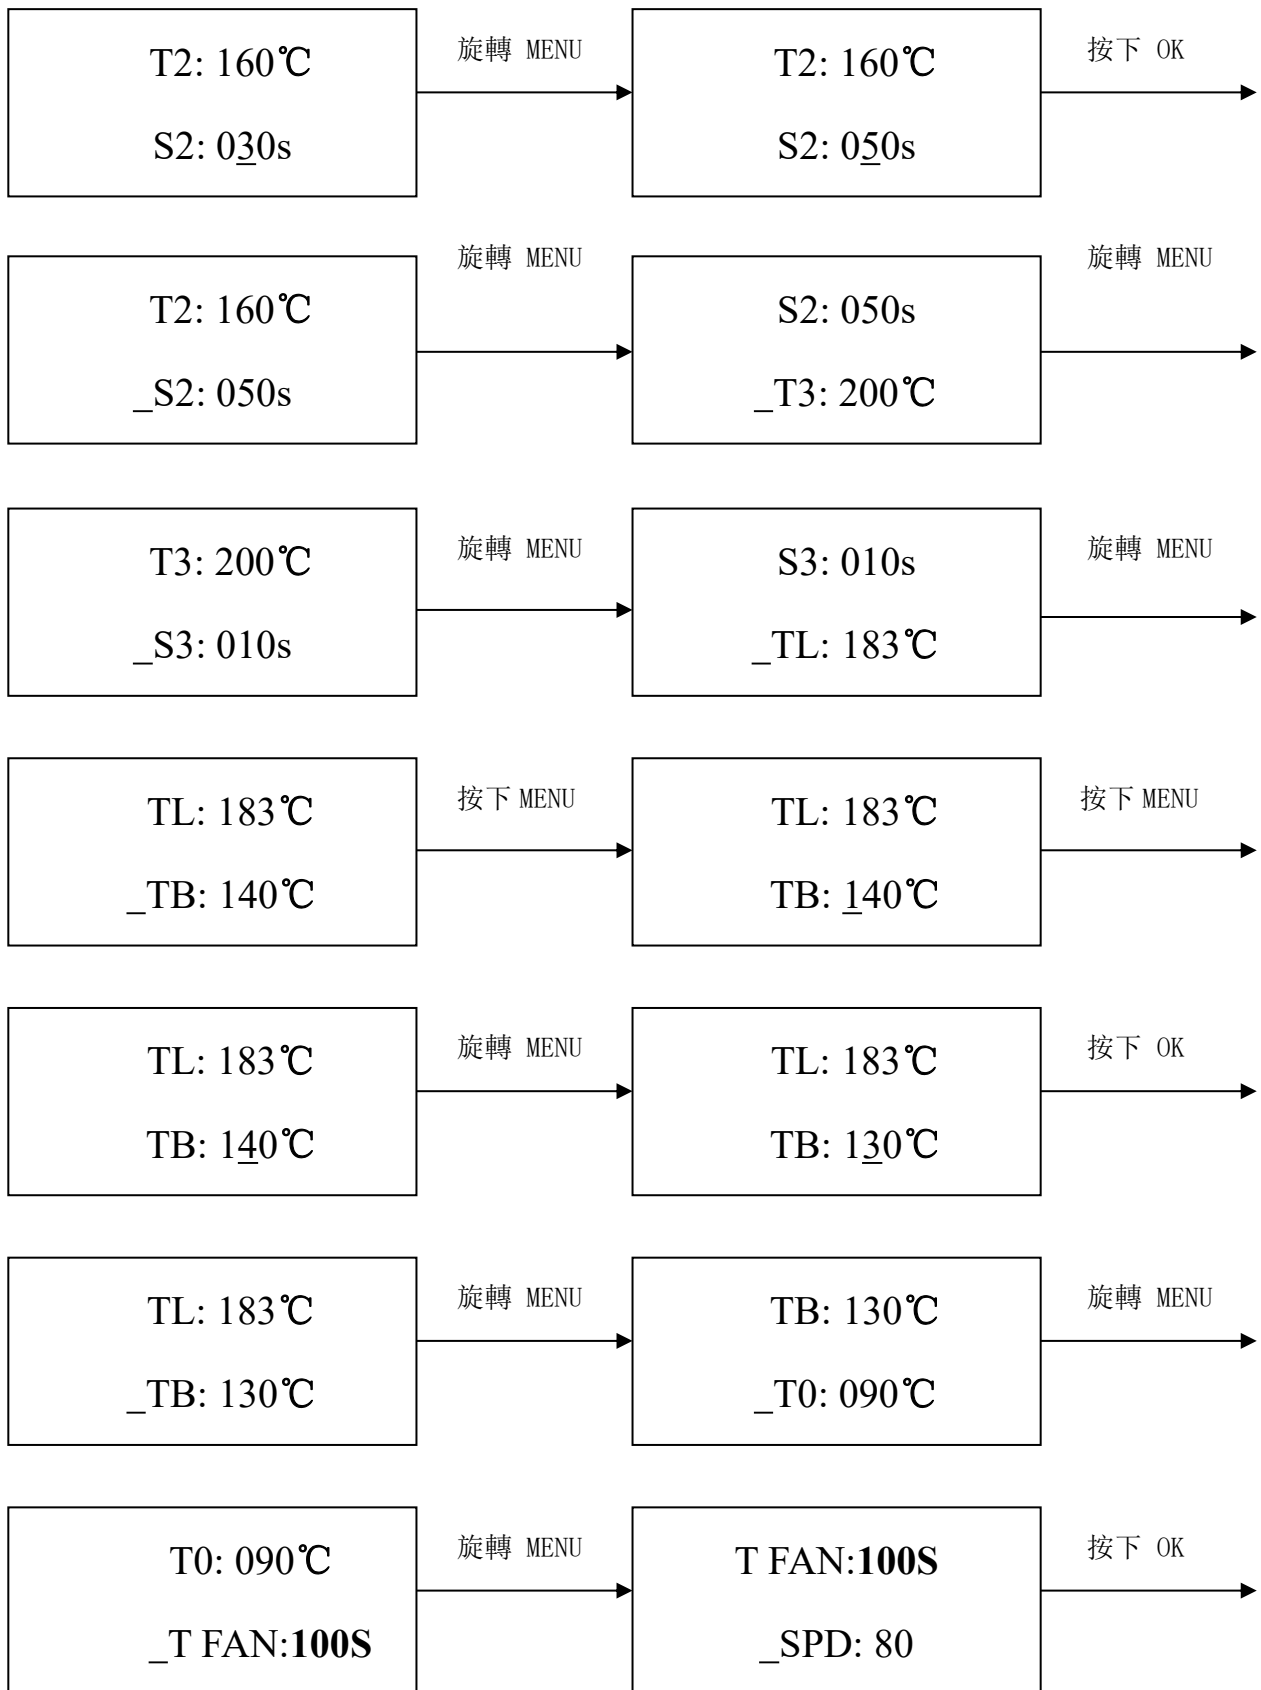 T2: 160℃
S2: 030s
旋轉 MENU
T2: 160℃
S2: 050s
按下 OK
T2: 160℃
_S2: 050s
旋轉 MENU
S2: 050s
_T3: 200℃
旋轉 MENU
T3: 200℃
_S3: 010s
旋轉 MENU
S3: 010s
_TL: 183℃
旋轉 MENU
TL: 183℃
_TB: 140℃
按下 MENU
TL: 183℃
TB: 140℃
按下 MENU
TL: 183℃
TB: 140℃
旋轉 MENU
TL: 183℃
TB: 130℃
按下 OK
TL: 183℃
_TB: 130℃
旋轉 MENU
TB: 130℃
_T0: 090℃
旋轉 MENU
T0: 090℃
_T FAN:100S
旋轉 MENU
T FAN:100S
_SPD: 80
按下 OK